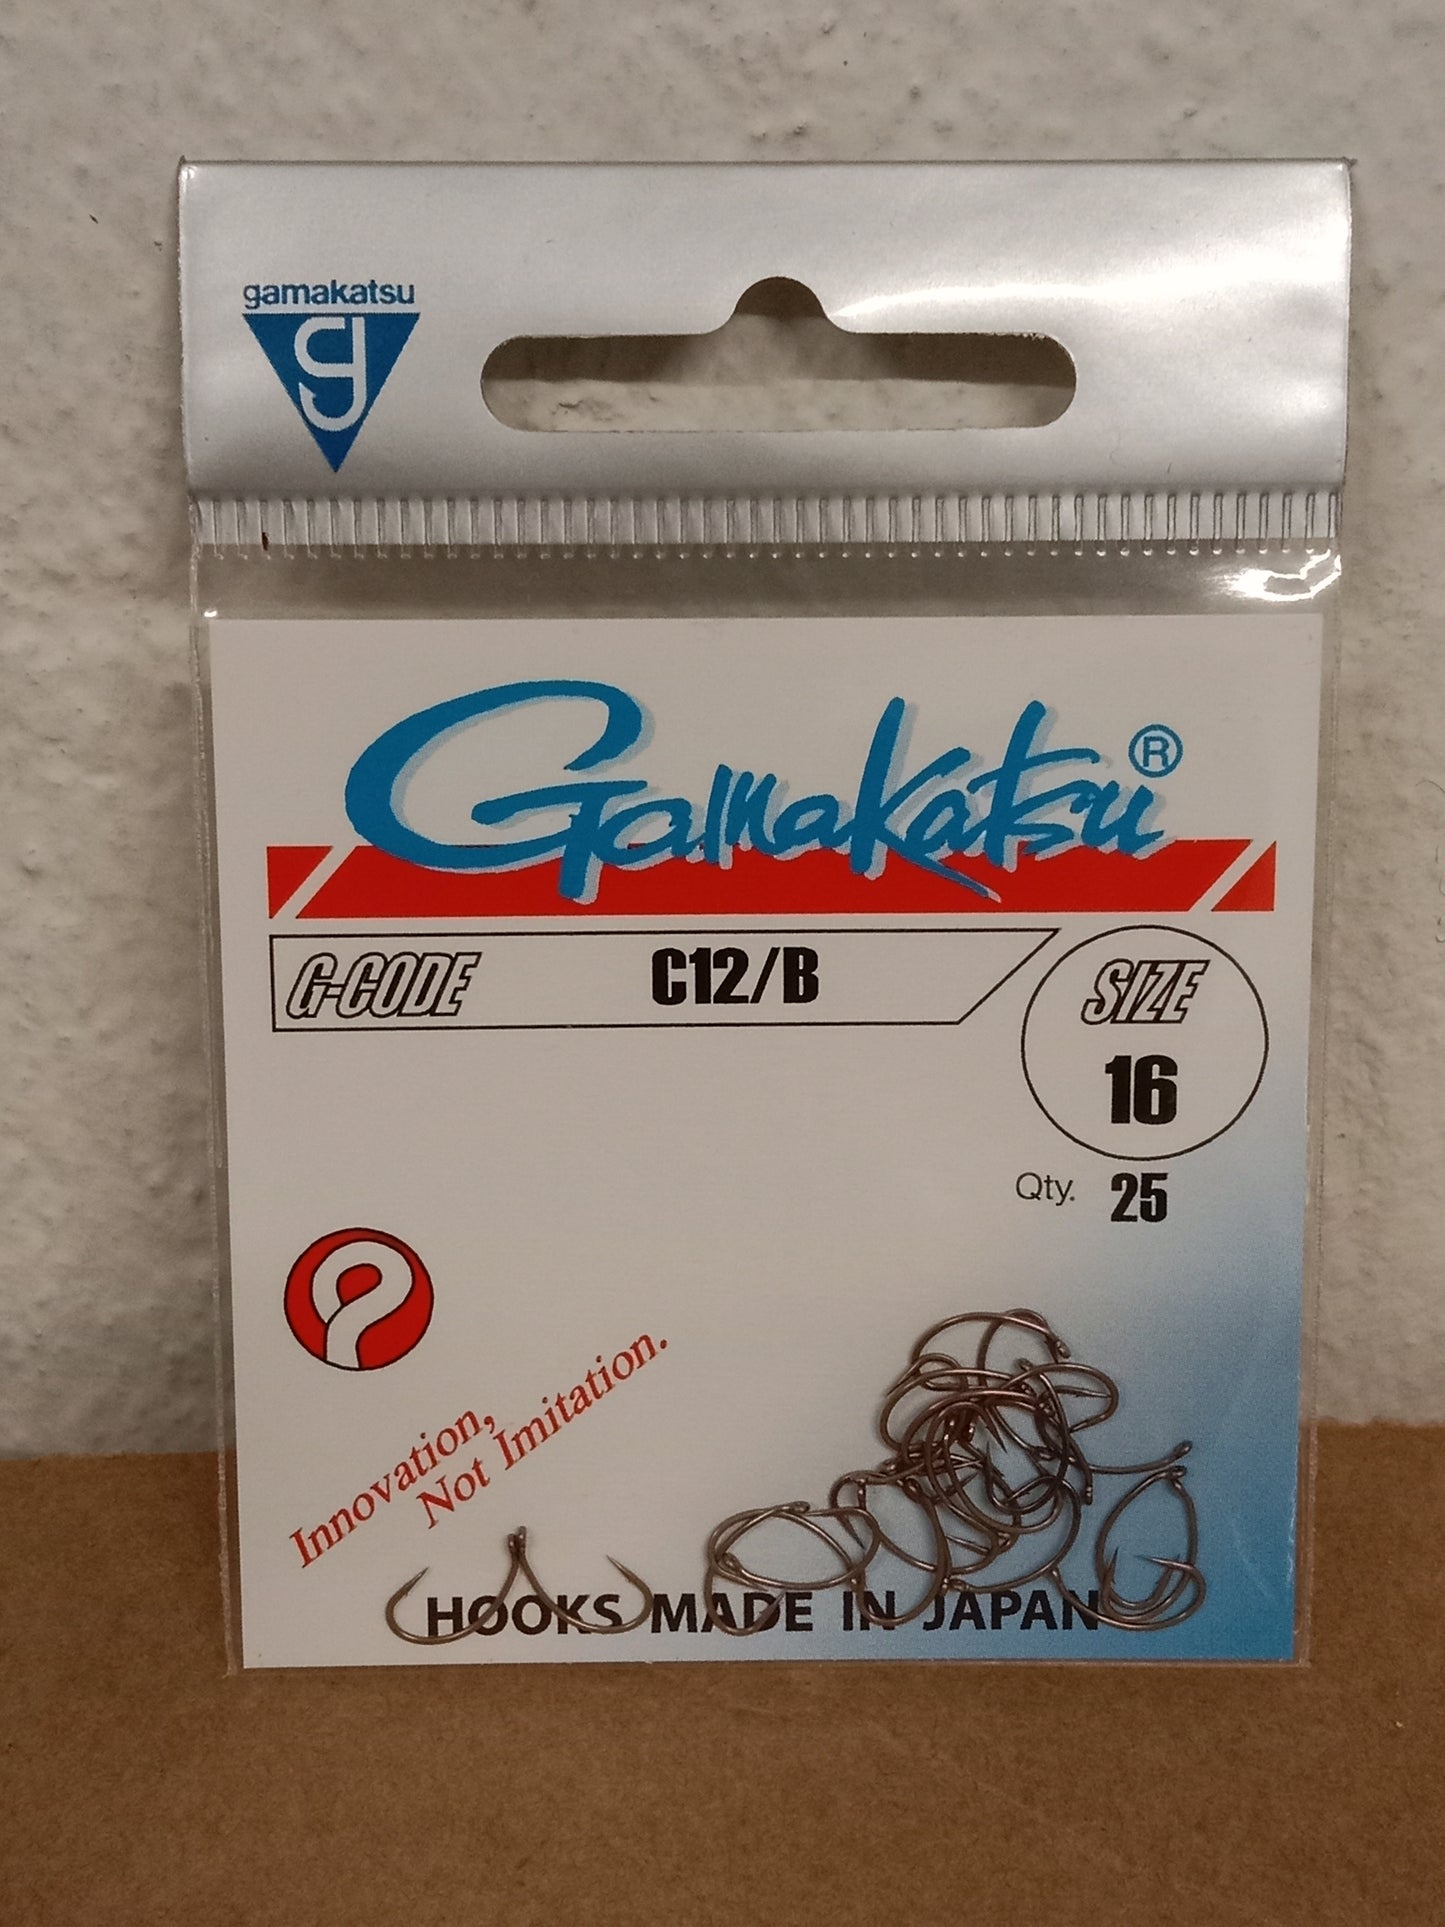 gamakatsu
g
Gamakatsu®
G-CODE C12/B
SIZE
16
Qty. 25
Innovation,
Not Imitation.
HOOKS MADE IN JAPAN